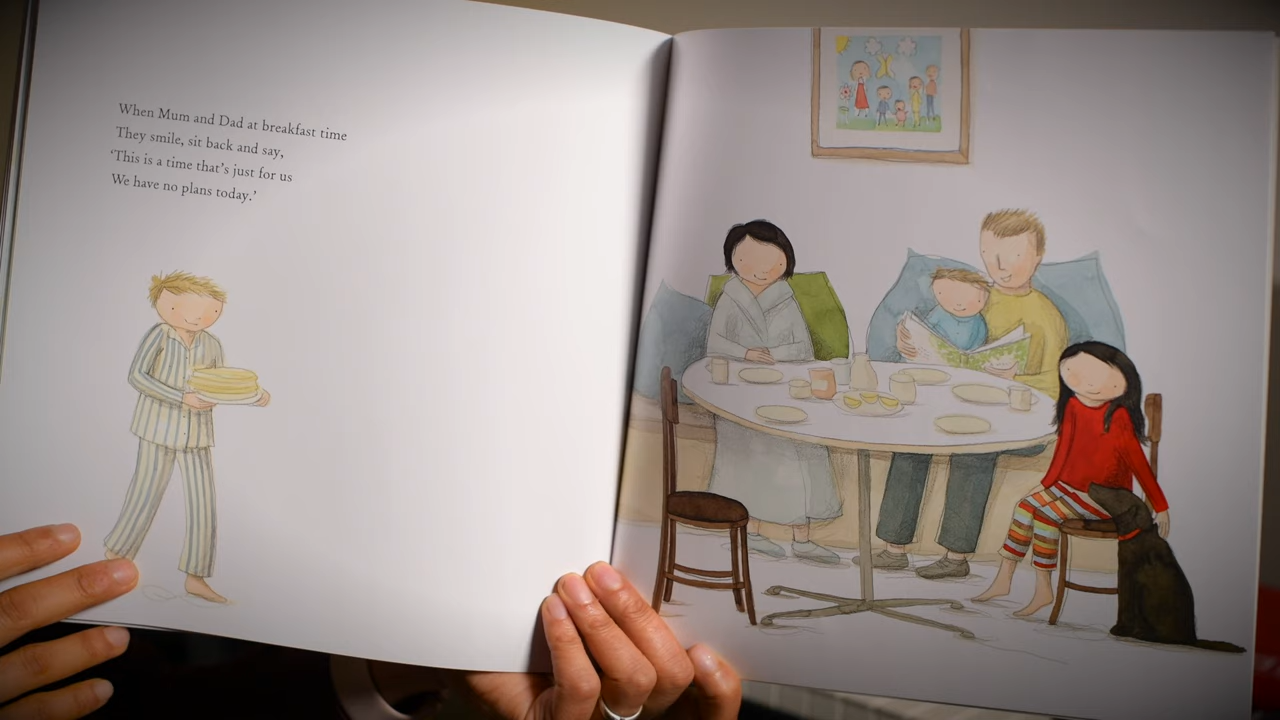 When Mum and Dad at breakfast time
They smile, sit back and say,
‘This is a time that’s just for us
We have no plans today.’